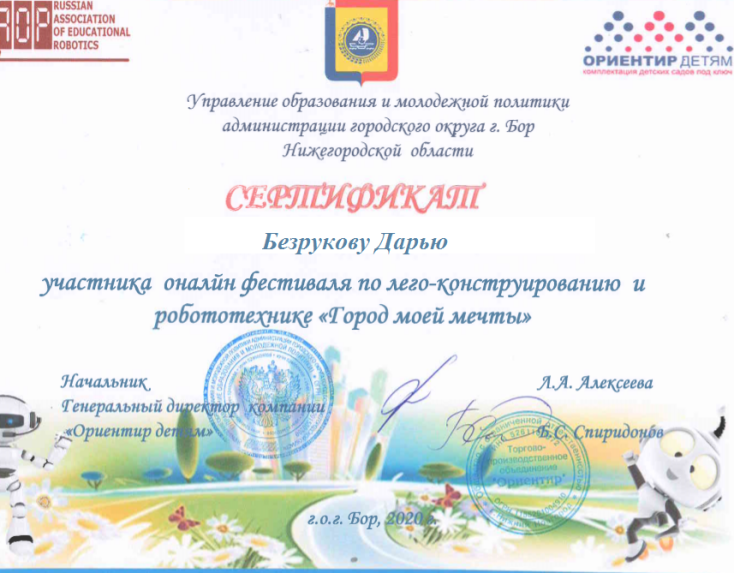 RUSSIAN
ASSOCIATION
OF EDUCATIONAL
ROBOTICS
ОРИЕНТИР ДЕТЯМ
комплектация детских садов под ключ
Управление образования и молодежной политики
администрации городского округа г. Бор
Нижегородской области
СЕРТИФИКАТ
Безрукову Дарью
участника оналйн фестиваля по лего-конструированию и
робототехнике «Город моей мечты»
Начальник Л.А. Алексеева
Генеральный директор компании
«Ориентир детям» Б.С. Спиридонов
Торгово-
производственное
объединение
"Ориентир"
г.о.г. Бор, 2020 г.